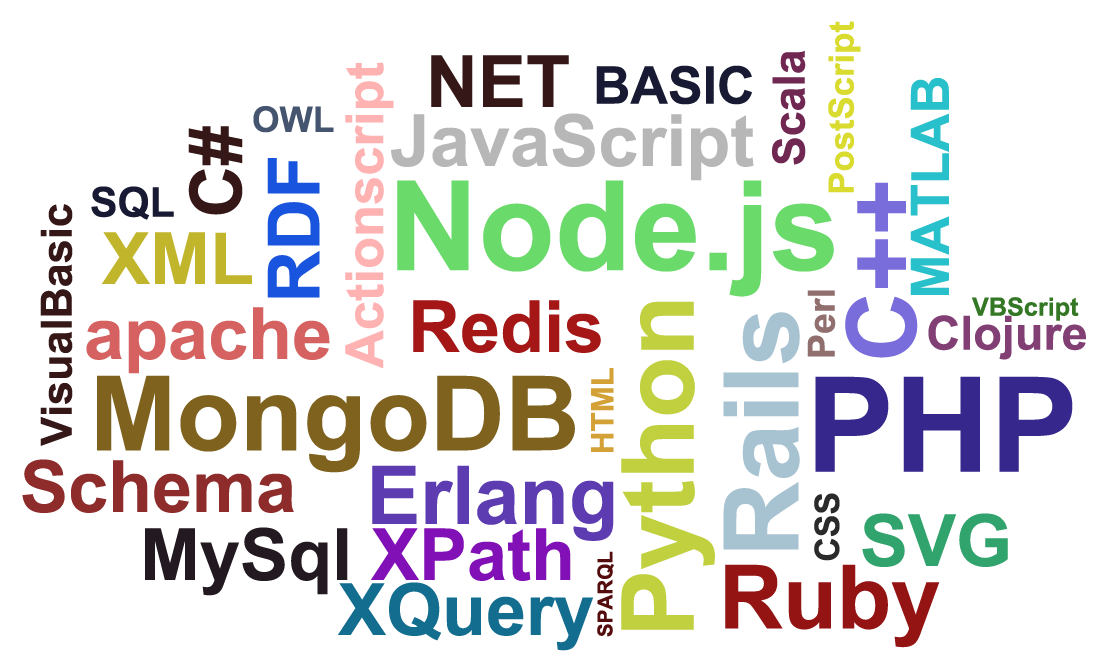 NET
BASIC
Scala
PostScript
OWL
Actionscript
JavaScript
C#
MATLAB
RDF
SQL
Node.js
C++
VisualBasic
XML
Perl
VBScript
apache
Redis
Python
Rails
Clojure
MongoDB
HTML
PHP
Schema
Erlang
CSS
SVG
MySql
XPath
SPARQL
Ruby
XQuery